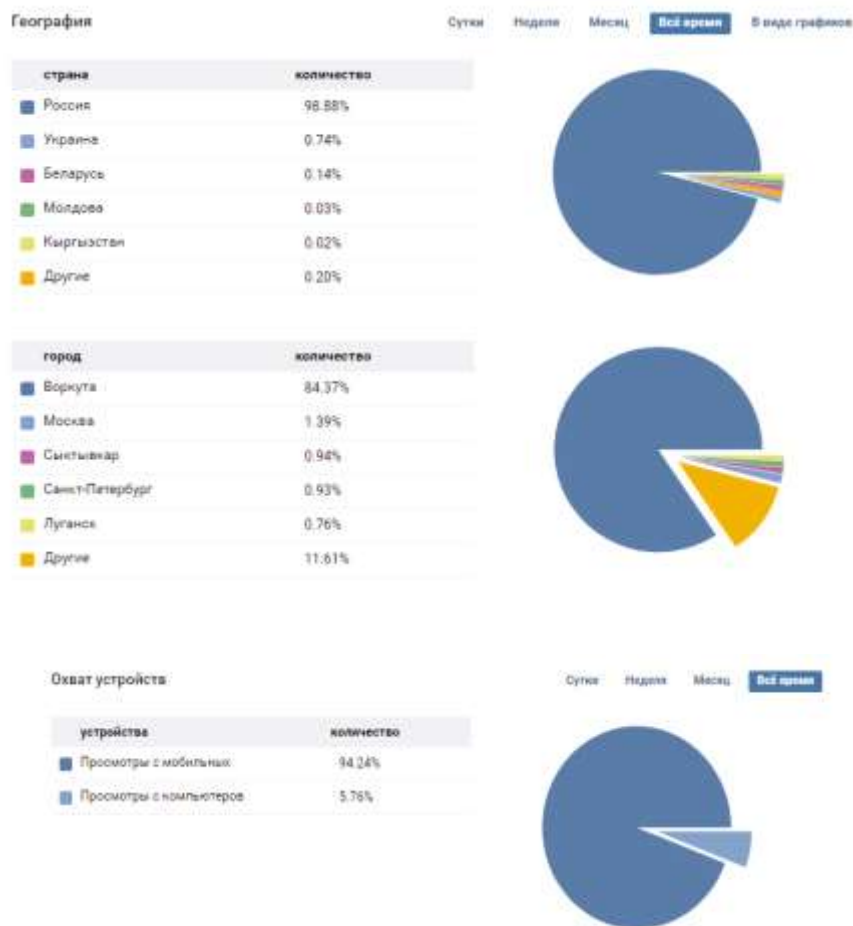 География
Сутки Неделя Месяц Всё время В виде графиков
страна количество
Россия 98.88%
Украина 0.74%
Беларусь 0.14%
Молдова 0.03%
Кыргызстан 0.02%
Другие 0.20%
город количество
Воркута 84.37%
Москва 1.39%
Сыктывкар 0.94%
Санкт-Петербург 0.93%
Луганск 0.76%
Другие 11.61%
Охват устройств
Сутки Неделя Месяц Всё время
устройства количество
Просмотры с мобильных 94.24%
Просмотры с компьютеров 5.76%